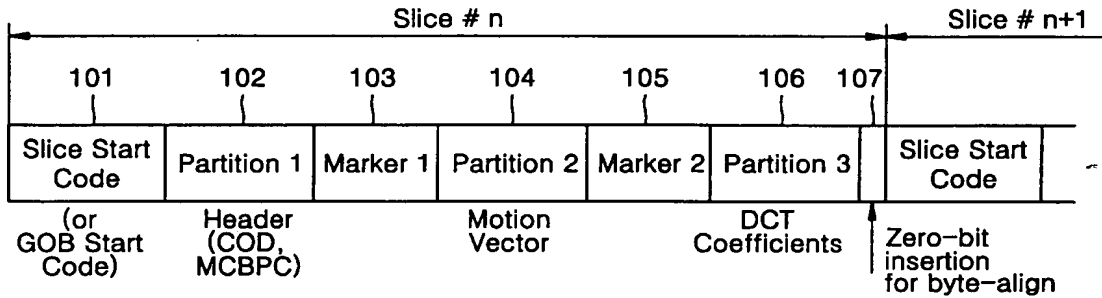 Slice # n
Slice # n+1
101
102
103
104
105
106
107
Slice Start
Code
Partition 1
Marker 1
Partition 2
Marker 2
Partition 3
Slice Start
Code
(or
GOB Start
Code)
Header
(COD,
MCBPC)
Motion
Vector
DCT
Coefficients
Zero-bit
insertion
for byte-align